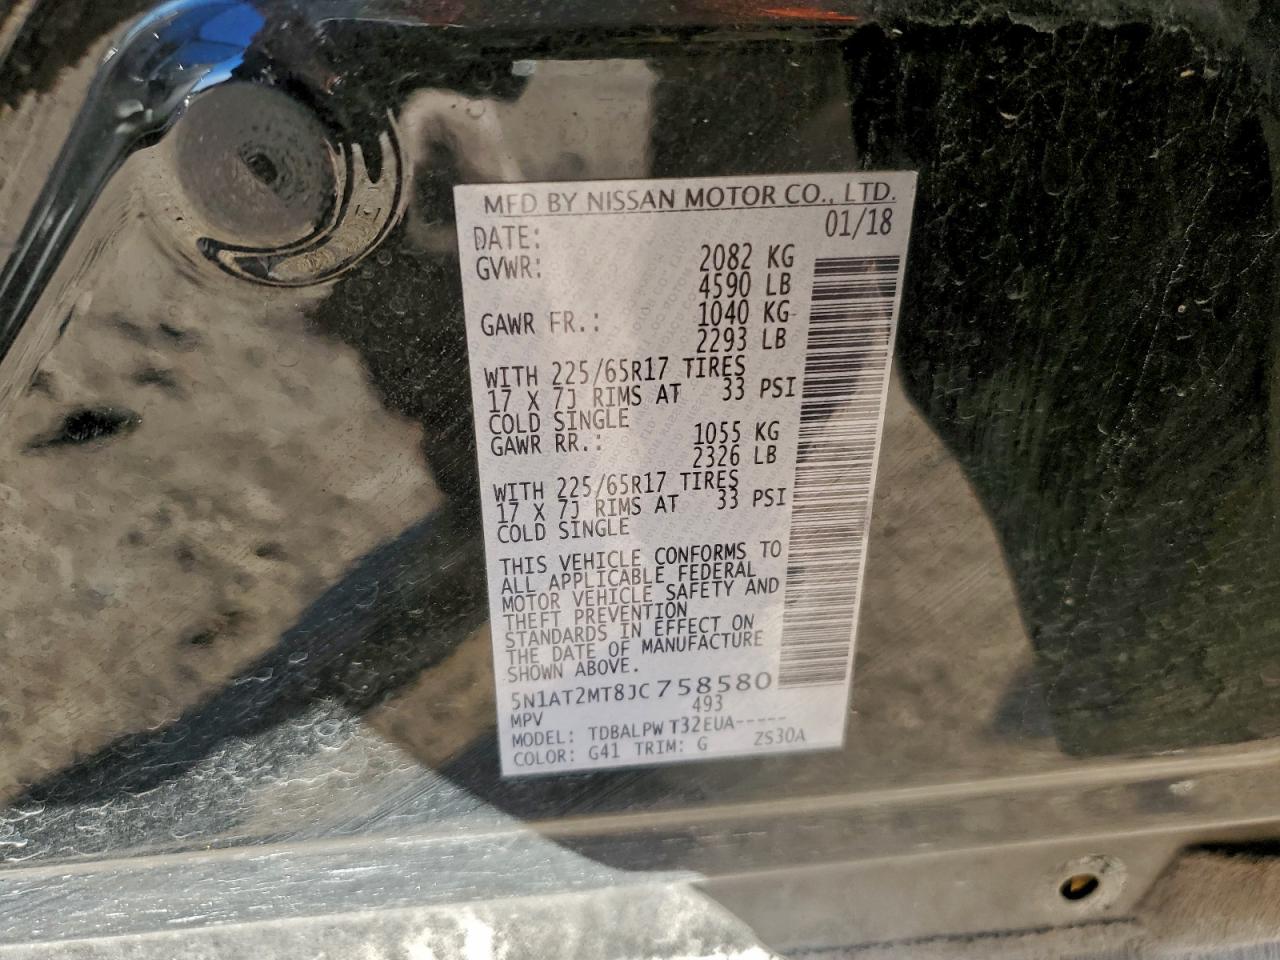 MFD BY NISSAN MOTOR CO., LTD.
DATE: 01/18
GVWR: 2082 KG
4590 LB
GAWR FR.: 1040 KG
2293 LB
WITH 225/65R17 TIRES
17 X 7J RIMS AT 33 PSI
COLD SINGLE
GAWR RR.: 1055 KG
2326 LB
WITH 225/65R17 TIRES
17 X 7J RIMS AT 33 PSI
COLD SINGLE
THIS VEHICLE CONFORMS TO
ALL APPLICABLE FEDERAL
MOTOR VEHICLE SAFETY AND
THEFT PREVENTION
STANDARDS IN EFFECT ON
THE DATE OF MANUFACTURE
SHOWN ABOVE.
5N1AT2MT8JC758580
MPV 493
MODEL: TDBALPW T32EUA-----
COLOR: G41 TRIM: G ZS30A